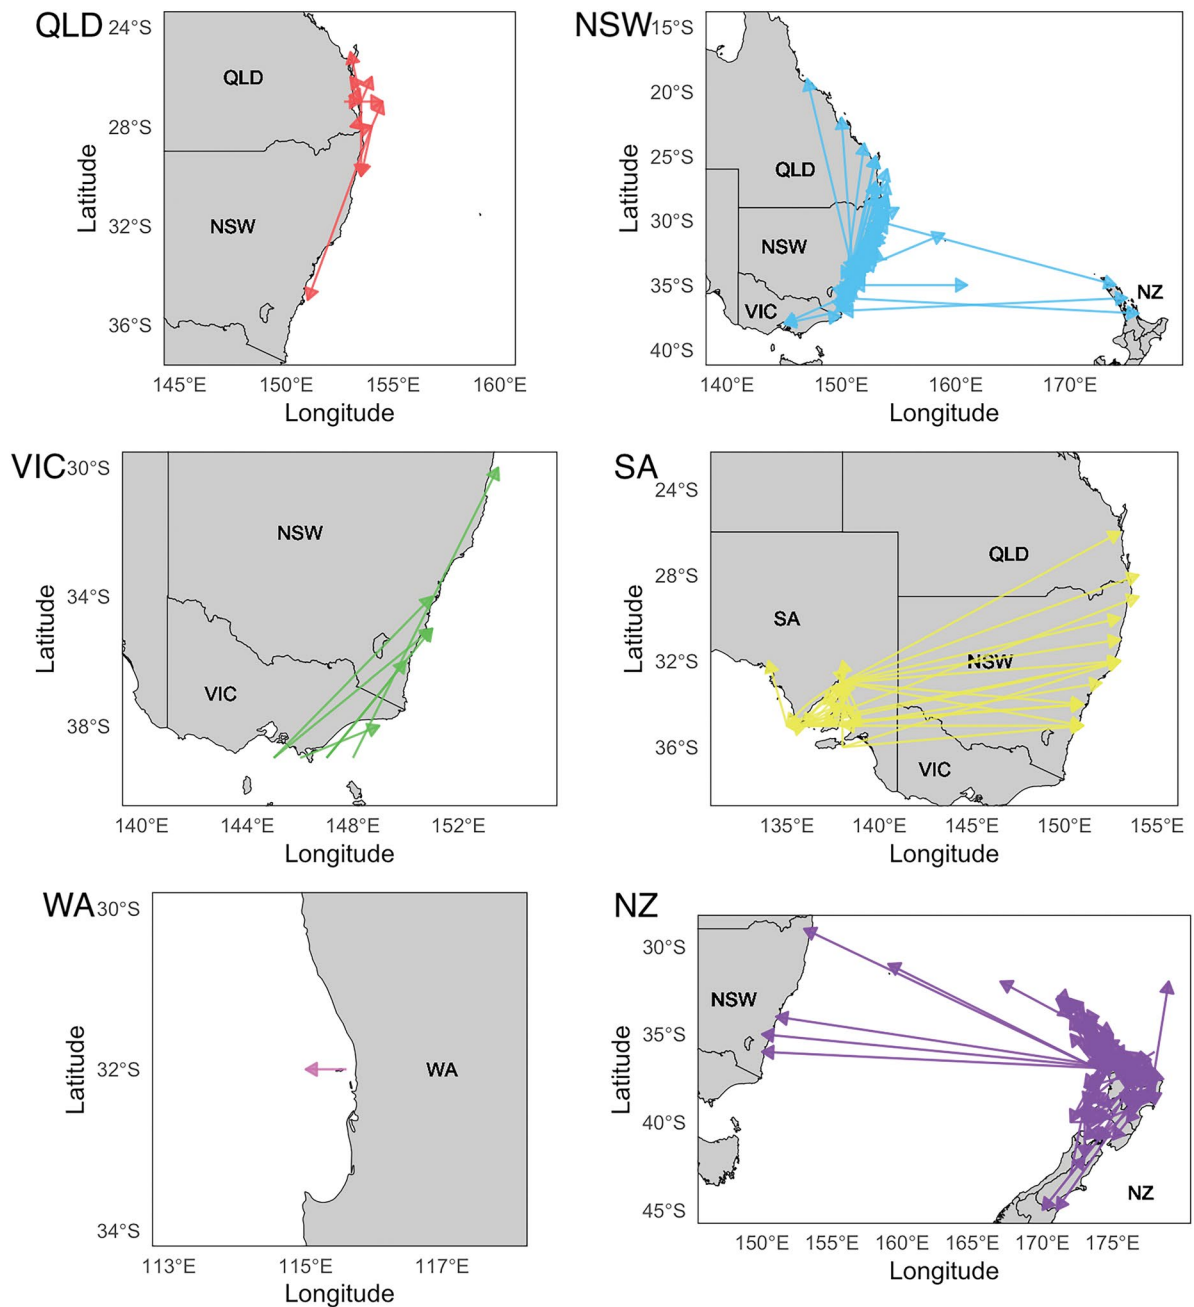 QLD
24°S
28°S
32°S
36°S
Latitude
QLD
NSW
145°E 150°E 155°E 160°E
Longitude
NSW
15°S
20°S
25°S
30°S
35°S
40°S
Latitude
QLD
NSW
VIC
NZ
140°E 150°E 160°E 170°E
Longitude
VIC
30°S
34°S
38°S
Latitude
NSW
VIC
140°E 144°E 148°E 152°E
Longitude
SA
24°S
28°S
32°S
36°S
Latitude
QLD
SA
NSW
VIC
135°E 140°E 145°E 150°E 155°E
Longitude
WA
30°S
32°S
34°S
Latitude
WA
113°E 115°E 117°E
Longitude
NZ
30°S
35°S
40°S
45°S
Latitude
NSW
NZ
150°E 155°E 160°E 165°E 170°E 175°E
Longitude